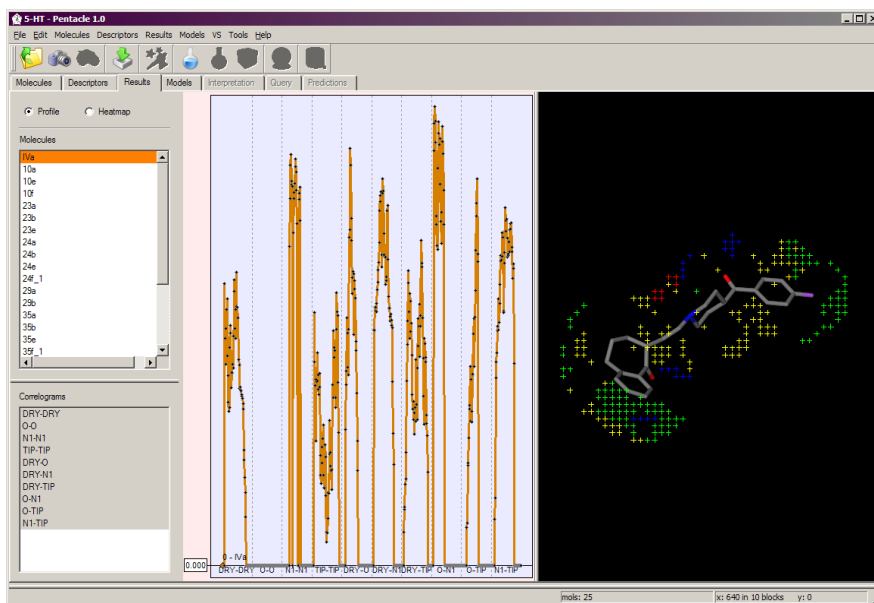 5-HT - Pentacle 1.0
File Edit Molecules Descriptors Results Models VS Tools Help
Molecules Descriptors Results Models Interpretation Query Predictions
Profile Heatmap
Molecules
IVa
10a
10e
10f
23a
23b
23e
24a
24b
24e
24f_1
29a
29b
35a
35b
35e
35f_1
Correlograms
DRY-DRY
O-O
N1-N1
TIP-TIP
DRY-O
DRY-N1
DRY-TIP
O-N1
O-TIP
N1-TIP
0.000
0 - IVa
DRY-DRY O-O N1-N1 TIP-TIP DRY-O DRY-N1 DRY-TIP O-N1 O-TIP N1-TIP
mols: 25 x: 640 in 10 blocks y: 0